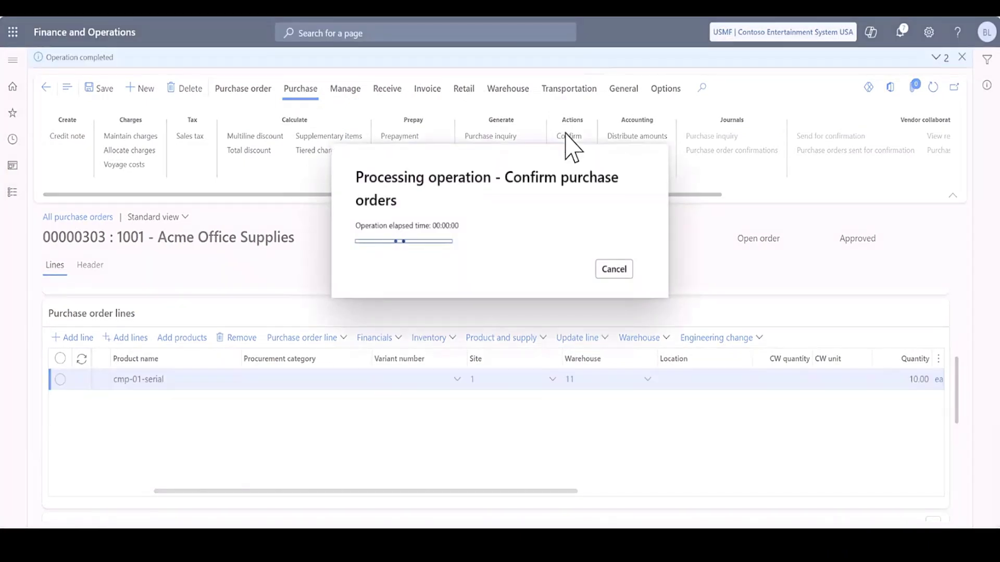 Finance and Operations
Search for a page
USMF | Contoso Entertainment System USA
7
?
BL
Operation completed
2
Save
New
Delete
Purchase order
Purchase
Manage
Receive
Invoice
Retail
Warehouse
Transportation
General
Options
0
Create
Charges
Tax
Calculate
Prepay
Generate
Actions
Accounting
Journals
Vendor collaborat
Credit note
Maintain charges
Sales tax
Multiline discount
Supplementary items
Prepayment
Purchase inquiry
Confirm
Distribute amounts
Purchase inquiry
Send for confirmation
View re
Allocate charges
Total discount
Tiered char
Purchase order confirmations
Purchase orders sent for confirmation
Purchas
Voyage costs
Processing operation - Confirm purchase
orders
Operation elapsed time: 00:00:00
Cancel
All purchase orders | Standard view
00000303 : 1001 - Acme Office Supplies
Open order
Approved
Lines
Header
Purchase order lines
Add line
Add lines
Add products
Remove
Purchase order line
Financials
Inventory
Product and supply
Update line
Warehouse
Engineering change
Product name
Procurement category
Variant number
Site
Warehouse
Location
CW quantity
CW unit
Quantity
cmp-01-serial
1
11
10.00
ea